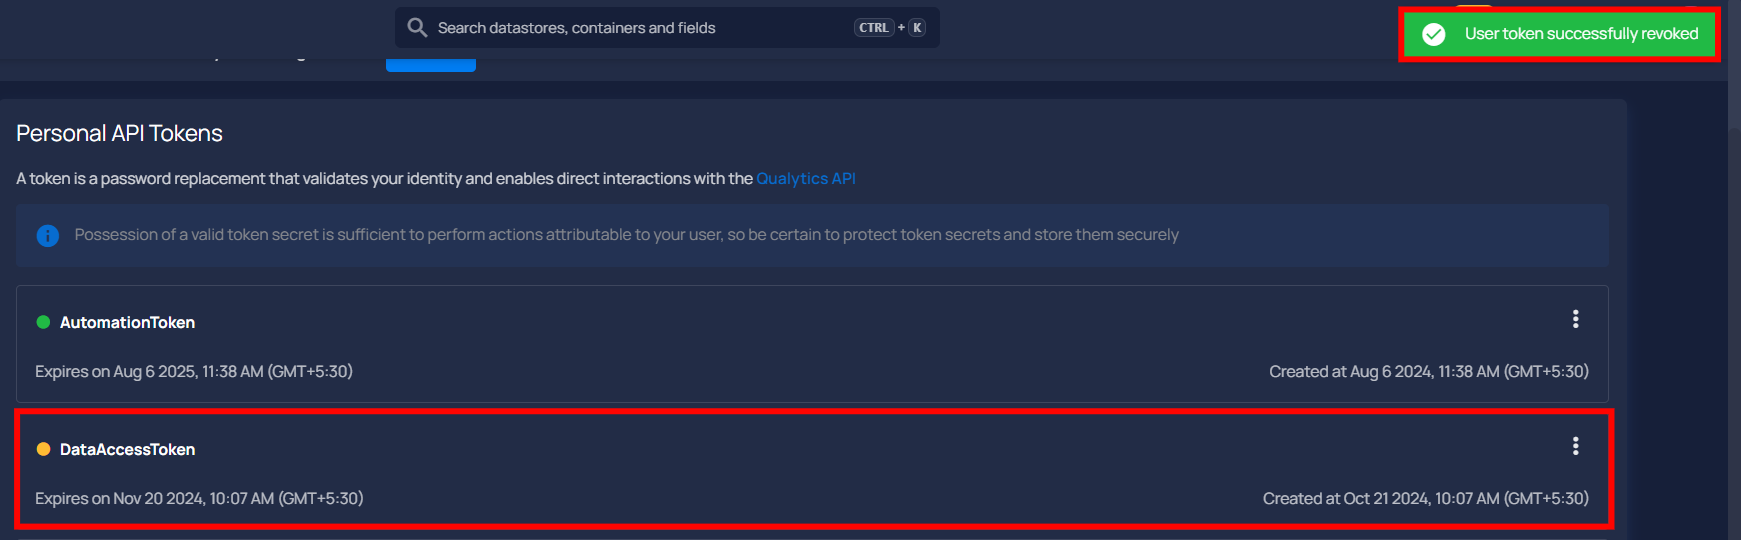 Search datastores, containers and fields
CTRL + K
User token successfully revoked
Personal API Tokens
A token is a password replacement that validates your identity and enables direct interactions with the Qualytics API
Possession of a valid token secret is sufficient to perform actions attributable to your user, so be certain to protect token secrets and store them securely
AutomationToken
Expires on Aug 6 2025, 11:38 AM (GMT+5:30)
Created at Aug 6 2024, 11:38 AM (GMT+5:30)
DataAccessToken
Expires on Nov 20 2024, 10:07 AM (GMT+5:30)
Created at Oct 21 2024, 10:07 AM (GMT+5:30)